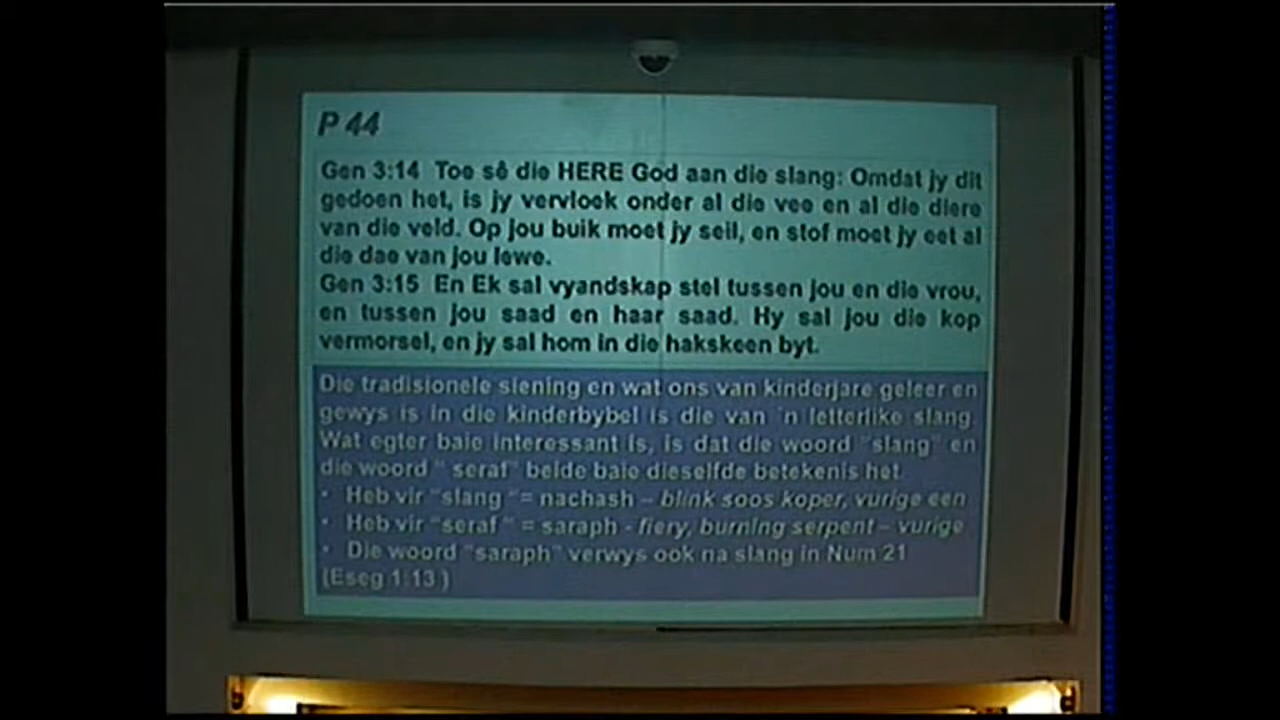 P 44
Gen 3:14 Toe sê die HERE God aan die slang: Omdat jy dit
gedoen het, is jy vervloek onder al die vee en al die diere
van die veld. Op jou buik moet jy seil, en stof moet jy eet al
die dae van jou lewe.
Gen 3:15 En Ek sal vyandskap stel tussen jou en die vrou,
en tussen jou saad en haar saad. Hy sal jou die kop
vermorsel, en jy sal hom in die hakskeen byt.
Die tradisionele siening en wat ons van kinderjare geleer en
gewys is in die kinderbybel is die van 'n letterlike slang.
Wat egter baie interessant is, is dat die woord "slang" en
die woord " seraf" beide baie dieselfde betekenis het.
• Heb vir "slang "= nachash – blink soos koper, vurige een
• Heb vir "seraf " = saraph - fiery, burning serpent – vurige
• Die woord "saraph" verwys ook na slang in Num 21
(Eseg 1:13 )